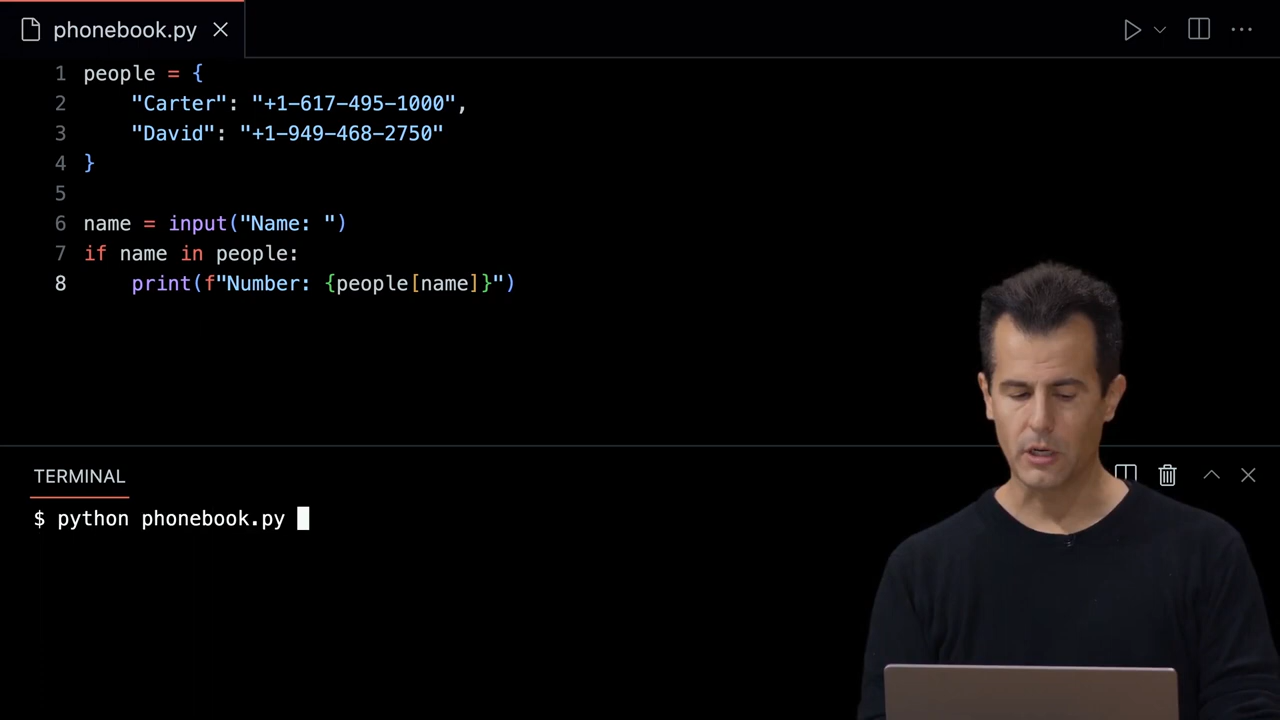 phonebook.py
1 people = {
2 "Carter": "+1-617-495-1000",
3 "David": "+1-949-468-2750"
4 }
5
6 name = input("Name: ")
7 if name in people:
8 print(f"Number: {people[name]}")
TERMINAL
$ python phonebook.py